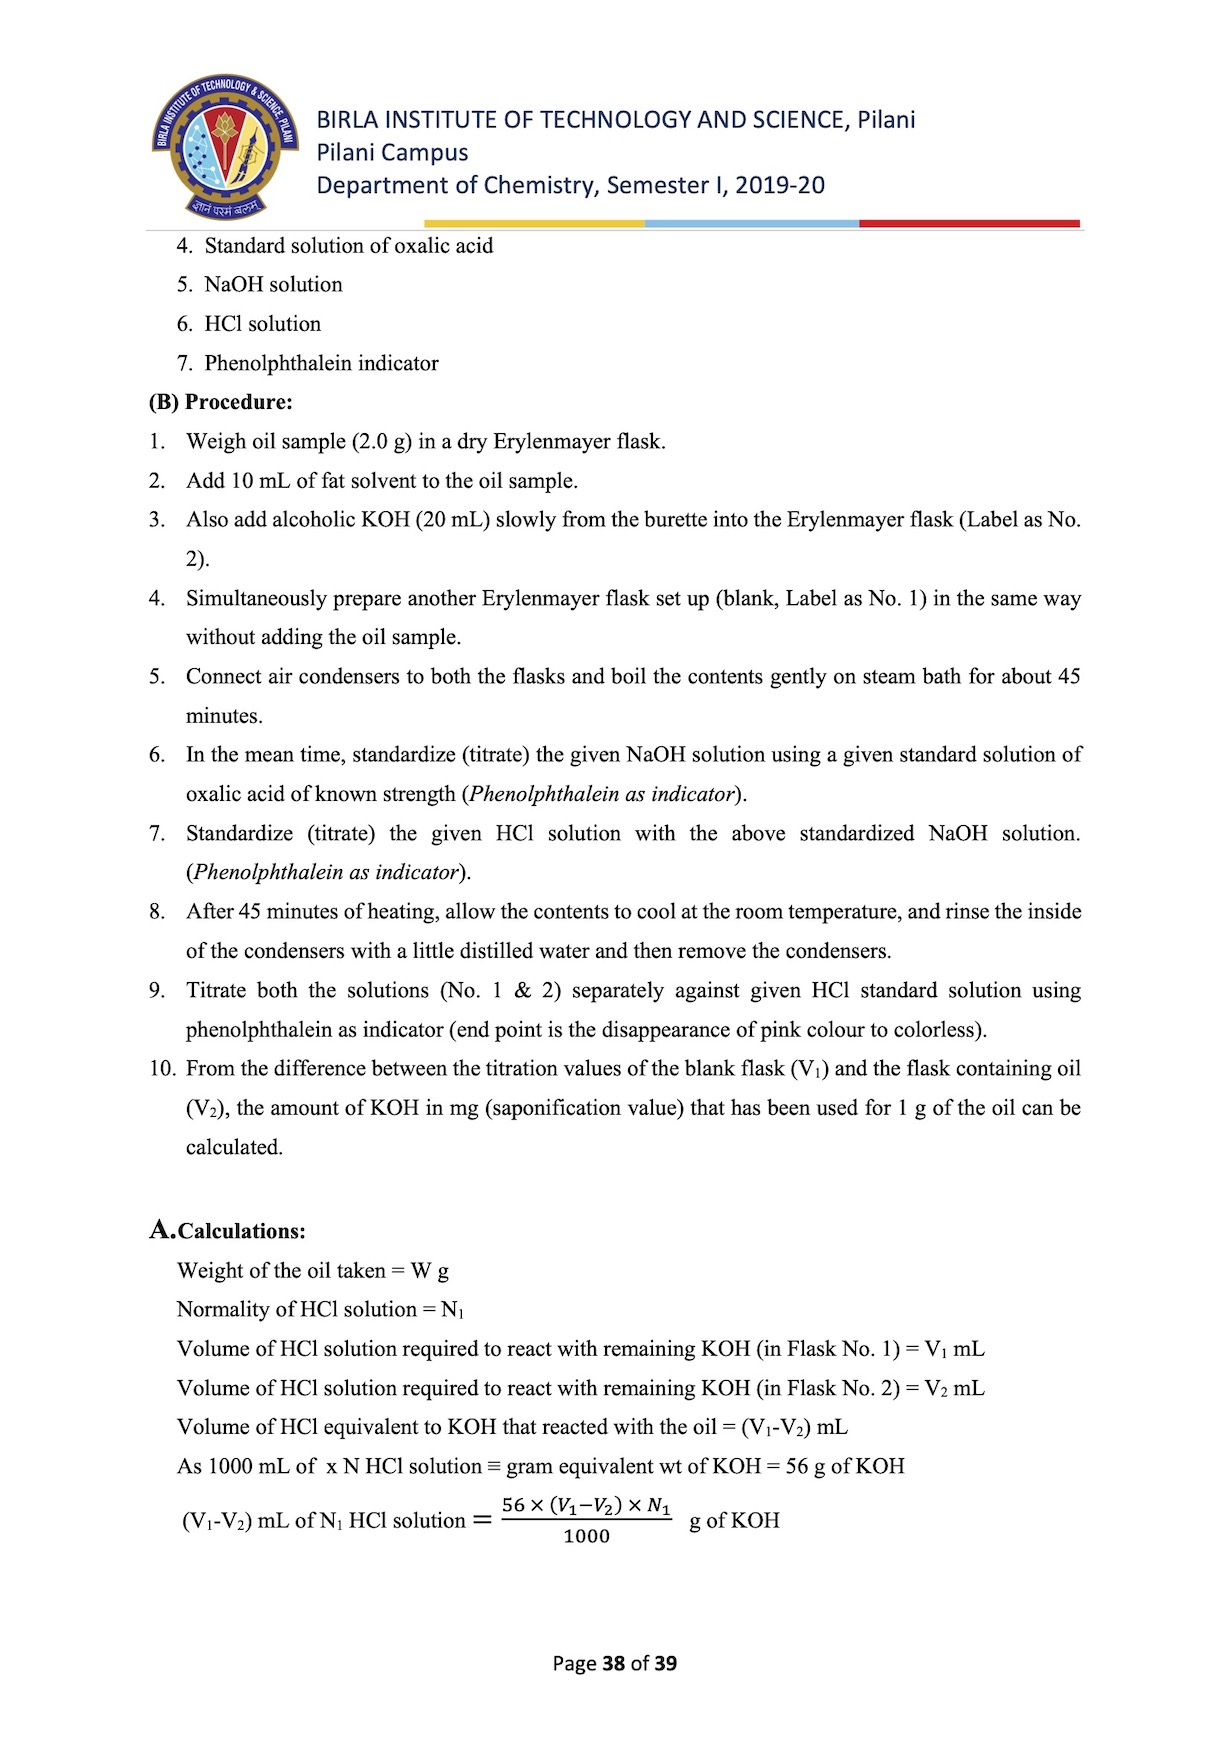 BIRLA INSTITUTE OF TECHNOLOGY & SCIENCE, PILANI
ज्ञानं परमं बलम्
BIRLA INSTITUTE OF TECHNOLOGY AND SCIENCE, Pilani
Pilani Campus
Department of Chemistry, Semester I, 2019-20
4. Standard solution of oxalic acid
5. NaOH solution
6. HCl solution
7. Phenolphthalein indicator
(B) Procedure:
1. Weigh oil sample (2.0 g) in a dry Erylenmayer flask.
2. Add 10 mL of fat solvent to the oil sample.
3. Also add alcoholic KOH (20 mL) slowly from the burette into the Erylenmayer flask (Label as No.
2).
4. Simultaneously prepare another Erylenmayer flask set up (blank, Label as No. 1) in the same way
without adding the oil sample.
5. Connect air condensers to both the flasks and boil the contents gently on steam bath for about 45
minutes.
6. In the mean time, standardize (titrate) the given NaOH solution using a given standard solution of
oxalic acid of known strength (Phenolphthalein as indicator).
7. Standardize (titrate) the given HCl solution with the above standardized NaOH solution.
(Phenolphthalein as indicator).
8. After 45 minutes of heating, allow the contents to cool at the room temperature, and rinse the inside
of the condensers with a little distilled water and then remove the condensers.
9. Titrate both the solutions (No. 1 & 2) separately against given HCl standard solution using
phenolphthalein as indicator (end point is the disappearance of pink colour to colorless).
10. From the difference between the titration values of the blank flask (V₁) and the flask containing oil
(V₂), the amount of KOH in mg (saponification value) that has been used for 1 g of the oil can be
calculated.
A.Calculations:
Weight of the oil taken = W g
Normality of HCl solution = N₁
Volume of HCl solution required to react with remaining KOH (in Flask No. 1) = V₁ mL
Volume of HCl solution required to react with remaining KOH (in Flask No. 2) = V₂ mL
Volume of HCl equivalent to KOH that reacted with the oil = (V₁-V₂) mL
As 1000 mL of x N HCl solution ≡ gram equivalent wt of KOH = 56 g of KOH
(V₁-V₂) mL of N₁ HCl solution = 56 × (V₁−V₂) × N₁ / 1000 g of KOH
Page 38 of 39